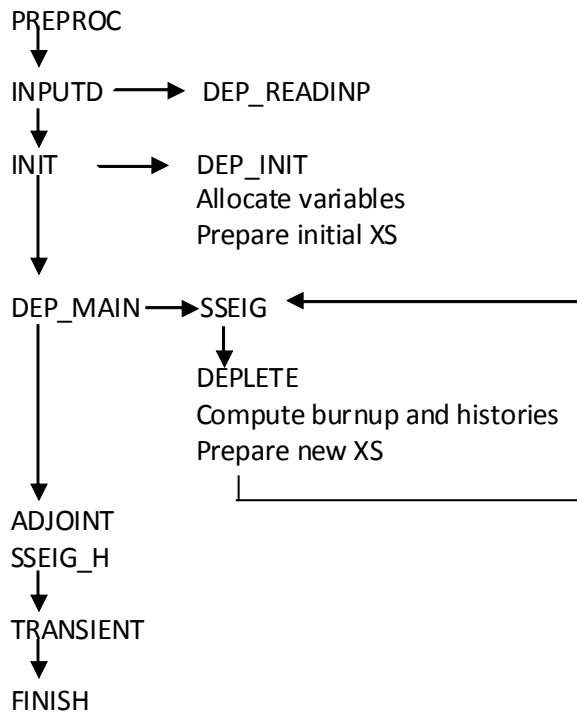 PREPROC
INPUTD DEP_READINP
INIT DEP_INIT
Allocate variables
Prepare initial XS
DEP_MAIN SSEIG
DEPLETE
Compute burnup and histories
Prepare new XS
ADJOINT
SSEIG_H
TRANSIENT
FINISH